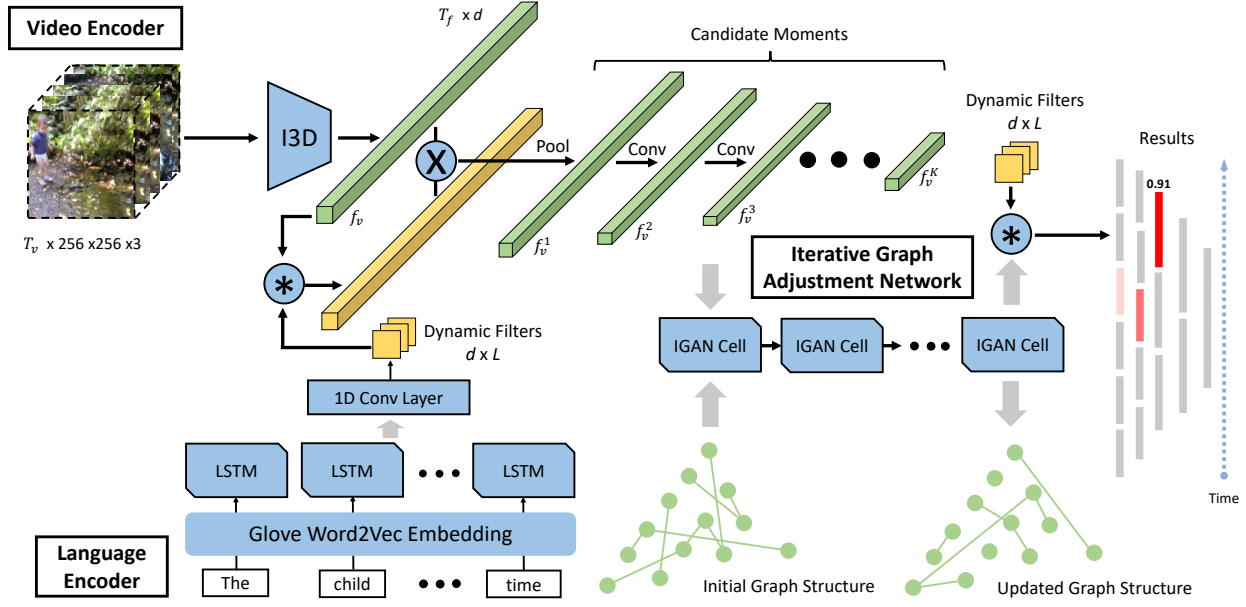 Video Encoder
T_f x d
Candidate Moments
I3D
X
Pool
Conv
Conv
Dynamic Filters
d x L
Results
0.91
f_v
f_v^1
f_v^2
f_v^3
f_v^K
T_v x 256 x256 x3
*
*
Iterative Graph
Adjustment Network
Dynamic Filters
d x L
IGAN Cell
IGAN Cell
IGAN Cell
1D Conv Layer
LSTM
LSTM
LSTM
Time
Glove Word2Vec Embedding
Language
Encoder
The
child
time
Initial Graph Structure
Updated Graph Structure